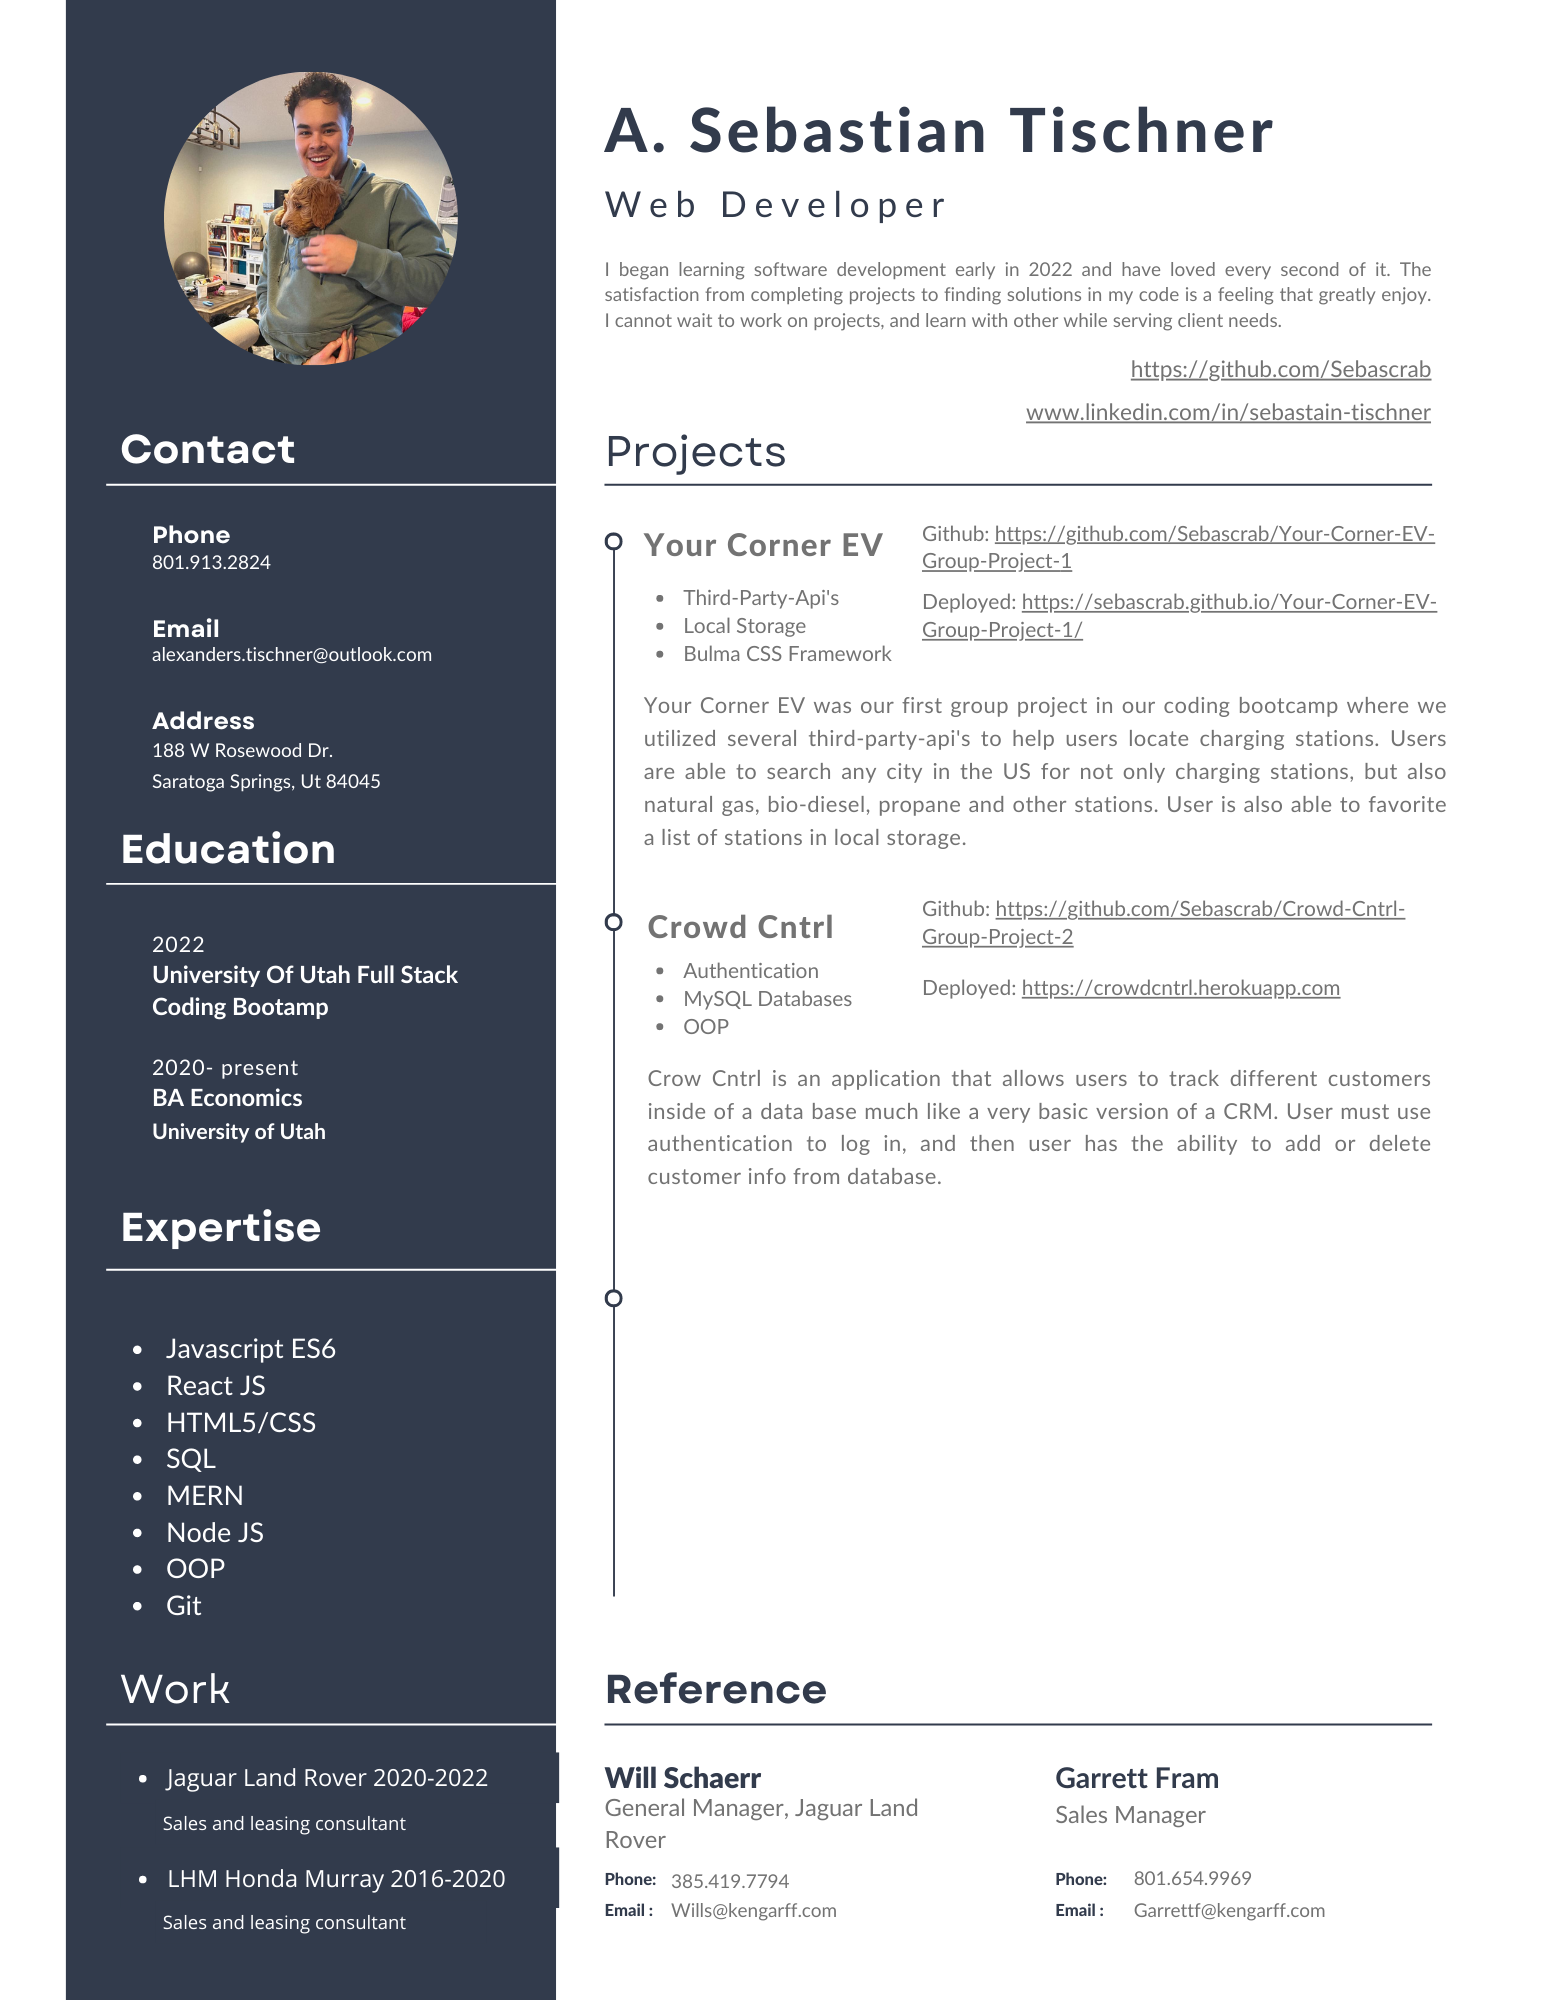 A. Sebastian Tischner
Web Developer
I began learning software development early in 2022 and have loved every second of it. The
satisfaction from completing projects to finding solutions in my code is a feeling that greatly enjoy.
I cannot wait to work on projects, and learn with other while serving client needs.
https://github.com/Sebascrab
www.linkedin.com/in/sebastain-tischner
Contact
Phone
801.913.2824
Email
alexanders.tischner@outlook.com
Address
188 W Rosewood Dr.
Saratoga Springs, Ut 84045
Education
2022
University Of Utah Full Stack
Coding Bootamp
2020- present
BA Economics
University of Utah
Expertise
• Javascript ES6
• React JS
• HTML5/CSS
• SQL
• MERN
• Node JS
• OOP
• Git
Work
• Jaguar Land Rover 2020-2022
Sales and leasing consultant
• LHM Honda Murray 2016-2020
Sales and leasing consultant
Projects
Your Corner EV
• Third-Party-Api's
• Local Storage
• Bulma CSS Framework
Github: https://github.com/Sebascrab/Your-Corner-EV-
Group-Project-1
Deployed: https://sebascrab.github.io/Your-Corner-EV-
Group-Project-1/
Your Corner EV was our first group project in our coding bootcamp where we
utilized several third-party-api's to help users locate charging stations. Users
are able to search any city in the US for not only charging stations, but also
natural gas, bio-diesel, propane and other stations. User is also able to favorite
a list of stations in local storage.
Crowd Cntrl
• Authentication
• MySQL Databases
• OOP
Github: https://github.com/Sebascrab/Crowd-Cntrl-
Group-Project-2
Deployed: https://crowdcntrl.herokuapp.com
Crow Cntrl is an application that allows users to track different customers
inside of a data base much like a very basic version of a CRM. User must use
authentication to log in, and then user has the ability to add or delete
customer info from database.
Reference
Will Schaerr
General Manager, Jaguar Land
Rover
Phone: 385.419.7794
Email : Wills@kengarff.com
Garrett Fram
Sales Manager
Phone: 801.654.9969
Email : Garrettf@kengarff.com